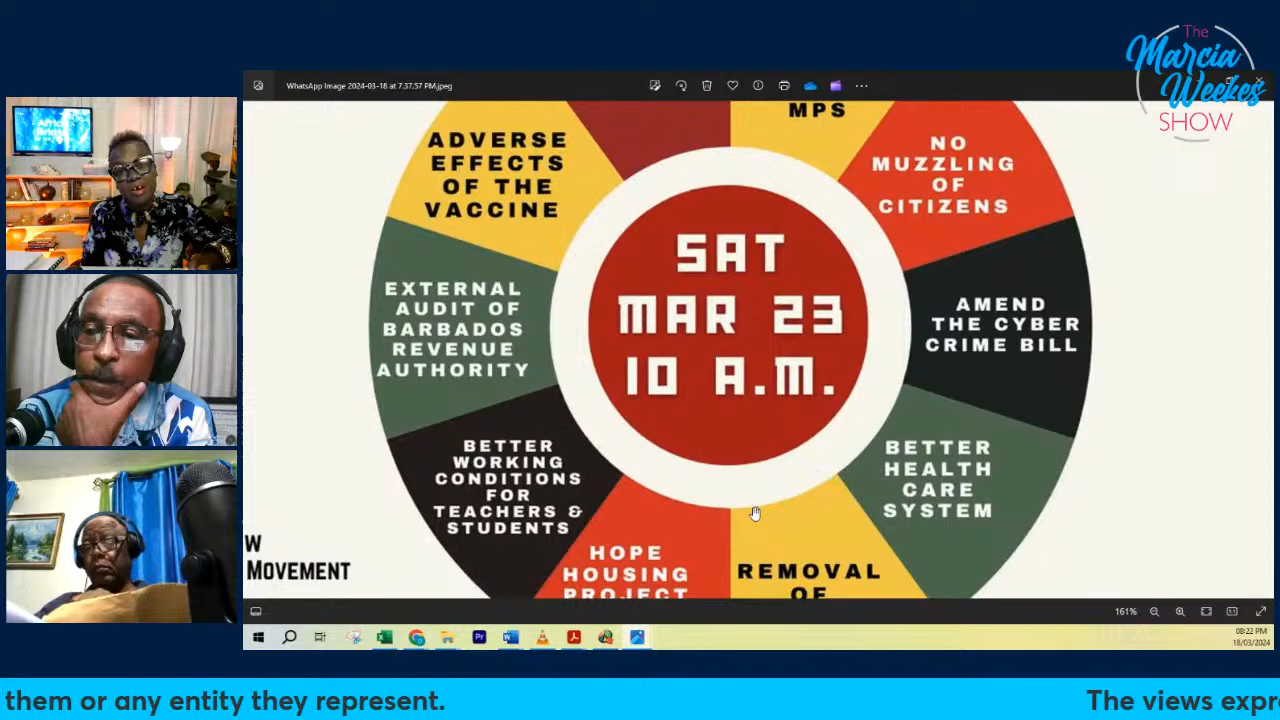 The
Marcia
Weekes
SHOW
WhatsApp Image 2024-03-18 at 7.37.57 PM.jpeg
MPS
ADVERSE
EFFECTS
OF THE
VACCINE
NO
MUZZLING
OF
CITIZENS
SAT
MAR 23
10 A.M.
EXTERNAL
AUDIT OF
BARBADOS
REVENUE
AUTHORITY
AMEND
THE CYBER
CRIME BILL
BETTER
WORKING
CONDITIONS
FOR
TEACHERS &
STUDENTS
BETTER
HEALTH
CARE
SYSTEM
HOPE
HOUSING
PROJECT
REMOVAL
OF
W
MOVEMENT
161%
08:22 PM
18/03/2024
them or any entity they represent.
The views expr